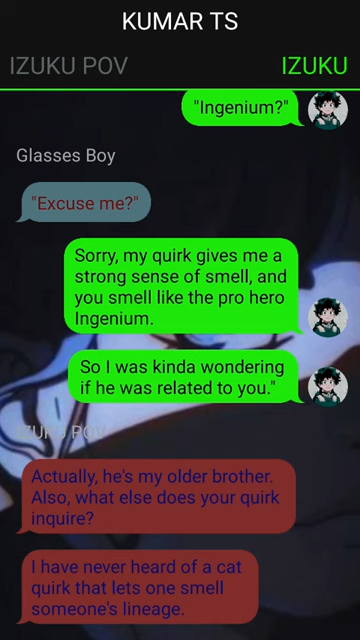 KUMAR TS
IZUKU POV
IZUKU
"Ingenium?"
Glasses Boy
"Excuse me?"
Sorry, my quirk gives me a
strong sense of smell, and
you smell like the pro hero
Ingenium.
So I was kinda wondering
if he was related to you."
IZUKU POV
Actually, he's my older brother.
Also, what else does your quirk
inquire?
I have never heard of a cat
quirk that lets one smell
someone's lineage.